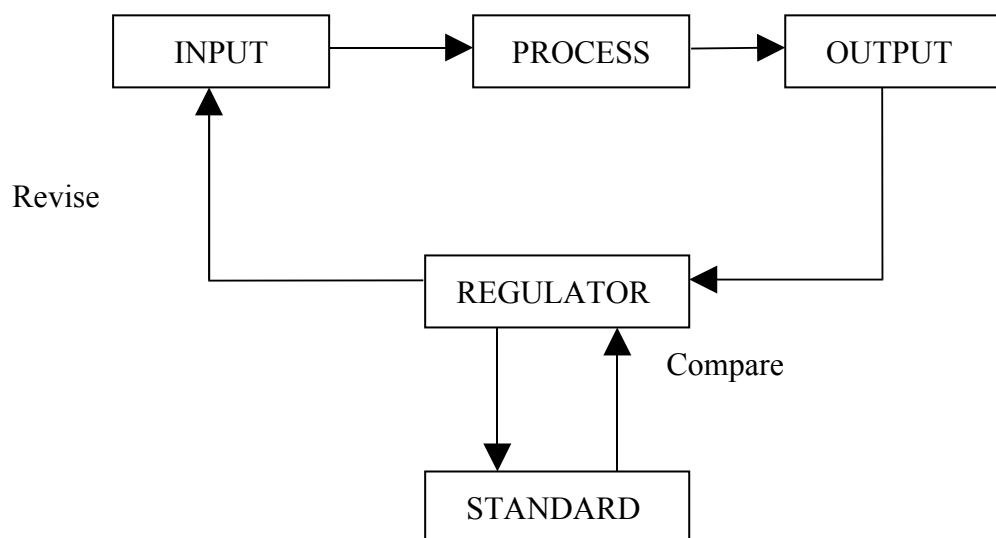 INPUT
PROCESS
OUTPUT
Revise
REGULATOR
Compare
STANDARD